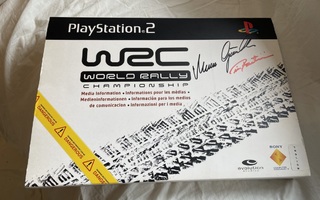 PlayStation 2
WRC
WORLD RALLY
CHAMPIONSHIP
Media Information • Informations pour les médias •
Medieninformationen • Información para los medios
de comunicacion • Informazioni per i media
evolution
SONY